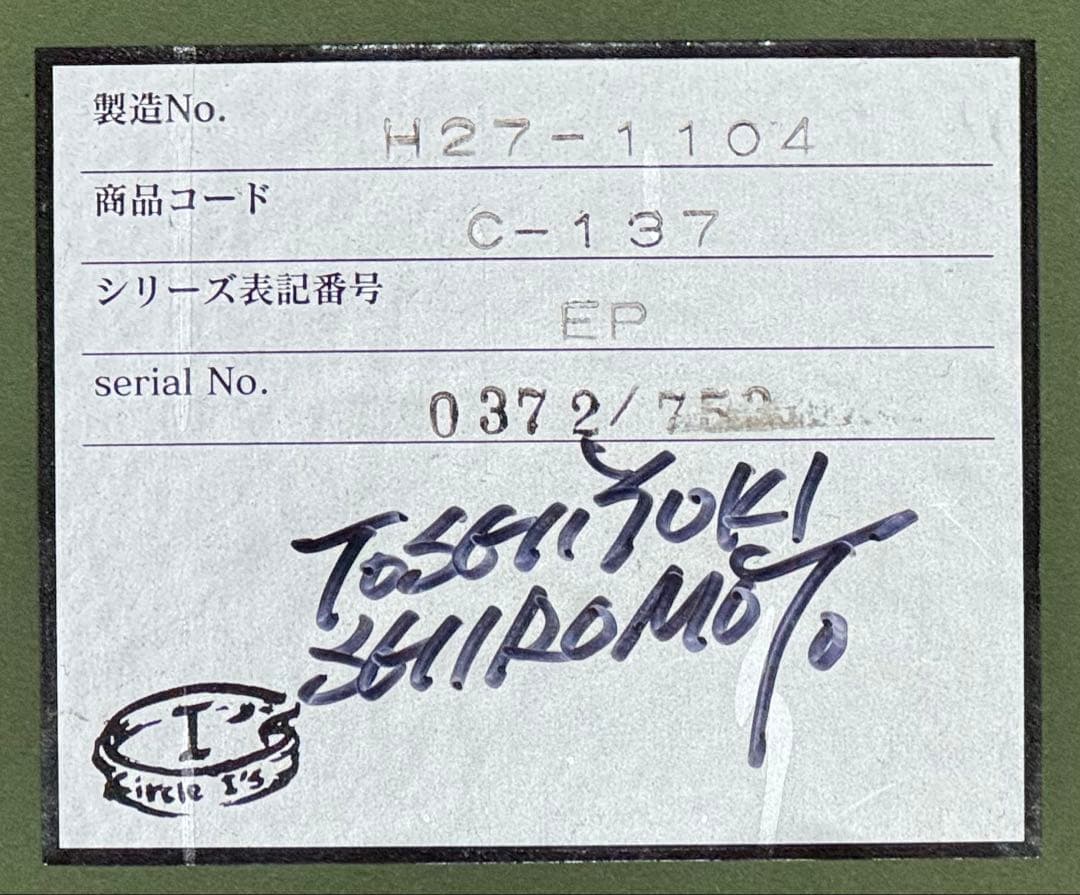 製造No.
H27-1104
商品コード
C-137
シリーズ表記番号
EP
serial No.
0372/
TOSHIYUKI
SHIROMOTO
I
Circle I's